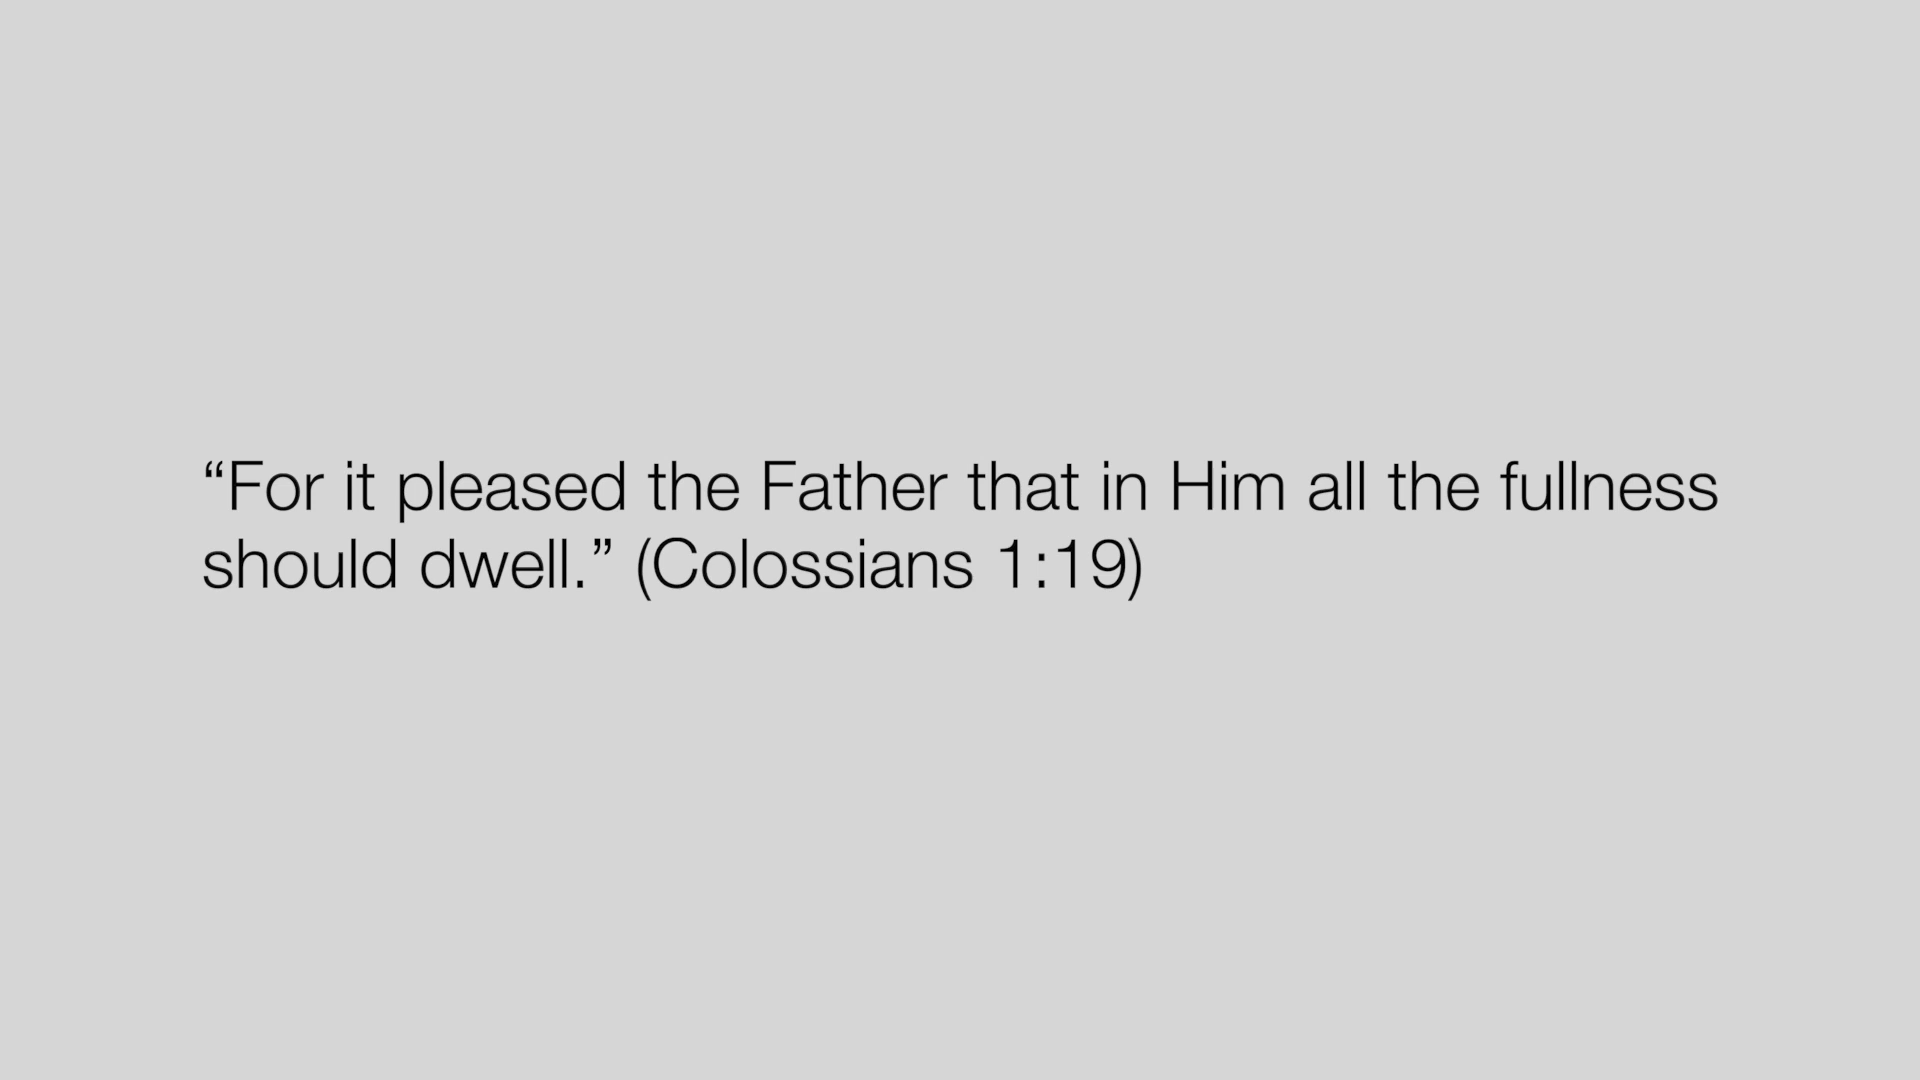 “For it pleased the Father that in Him all the fullness
should dwell.” (Colossians 1:19)